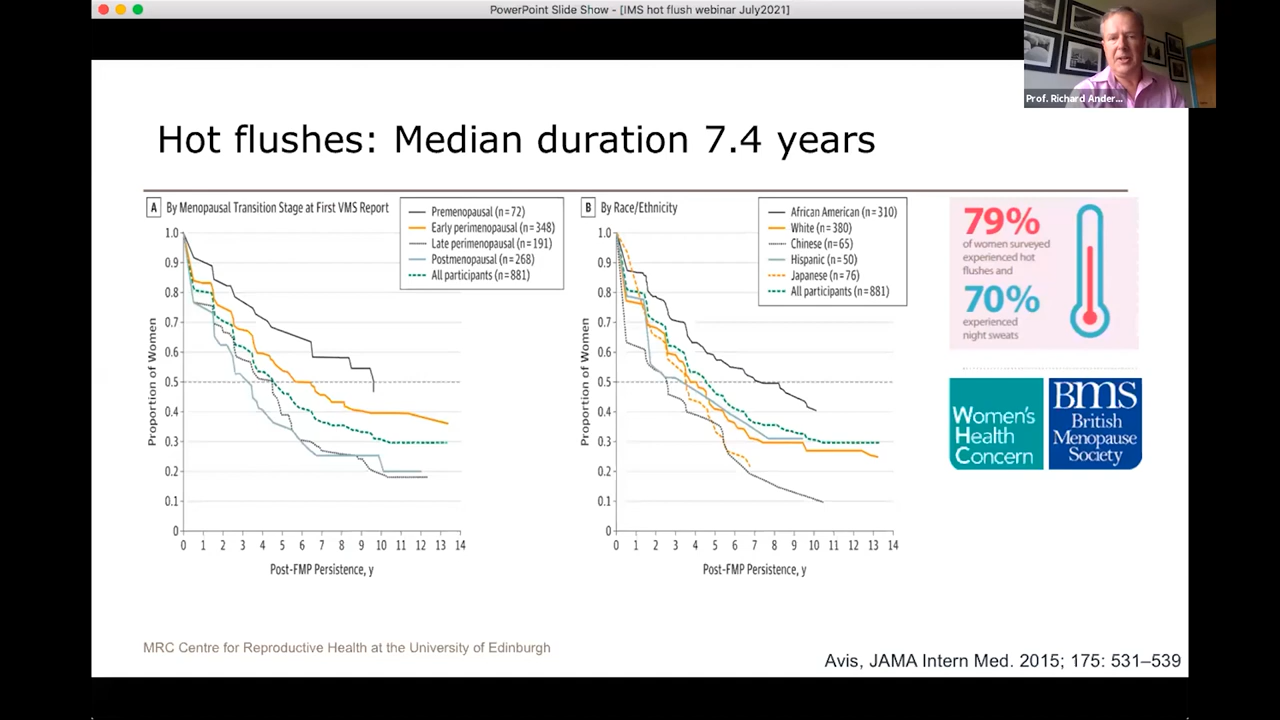 PowerPoint Slide Show - [IMS hot flush webinar July2021]
Prof. Richard Ander...
Hot flushes: Median duration 7.4 years
A By Menopausal Transition Stage at First VMS Report
Premenopausal (n=72)
Early perimenopausal (n=348)
Late perimenopausal (n=191)
Postmenopausal (n=268)
All participants (n=881)
Proportion of Women
1.0
0.9
0.8
0.7
0.6
0.5
0.4
0.3
0.2
0.1
0
0 1 2 3 4 5 6 7 8 9 10 11 12 13 14
Post-FMP Persistence, y
B By Race/Ethnicity
African American (n=310)
White (n=380)
Chinese (n=65)
Hispanic (n=50)
Japanese (n=76)
All participants (n=881)
Proportion of Women
1.0
0.9
0.8
0.7
0.6
0.5
0.4
0.3
0.2
0.1
0
0 1 2 3 4 5 6 7 8 9 10 11 12 13 14
Post-FMP Persistence, y
79%
of women surveyed
experienced hot
flushes and
70%
experienced
night sweats
Women's
Health
Concern
BMS
British
Menopause
Society
MRC Centre for Reproductive Health at the University of Edinburgh
Avis, JAMA Intern Med. 2015; 175: 531–539